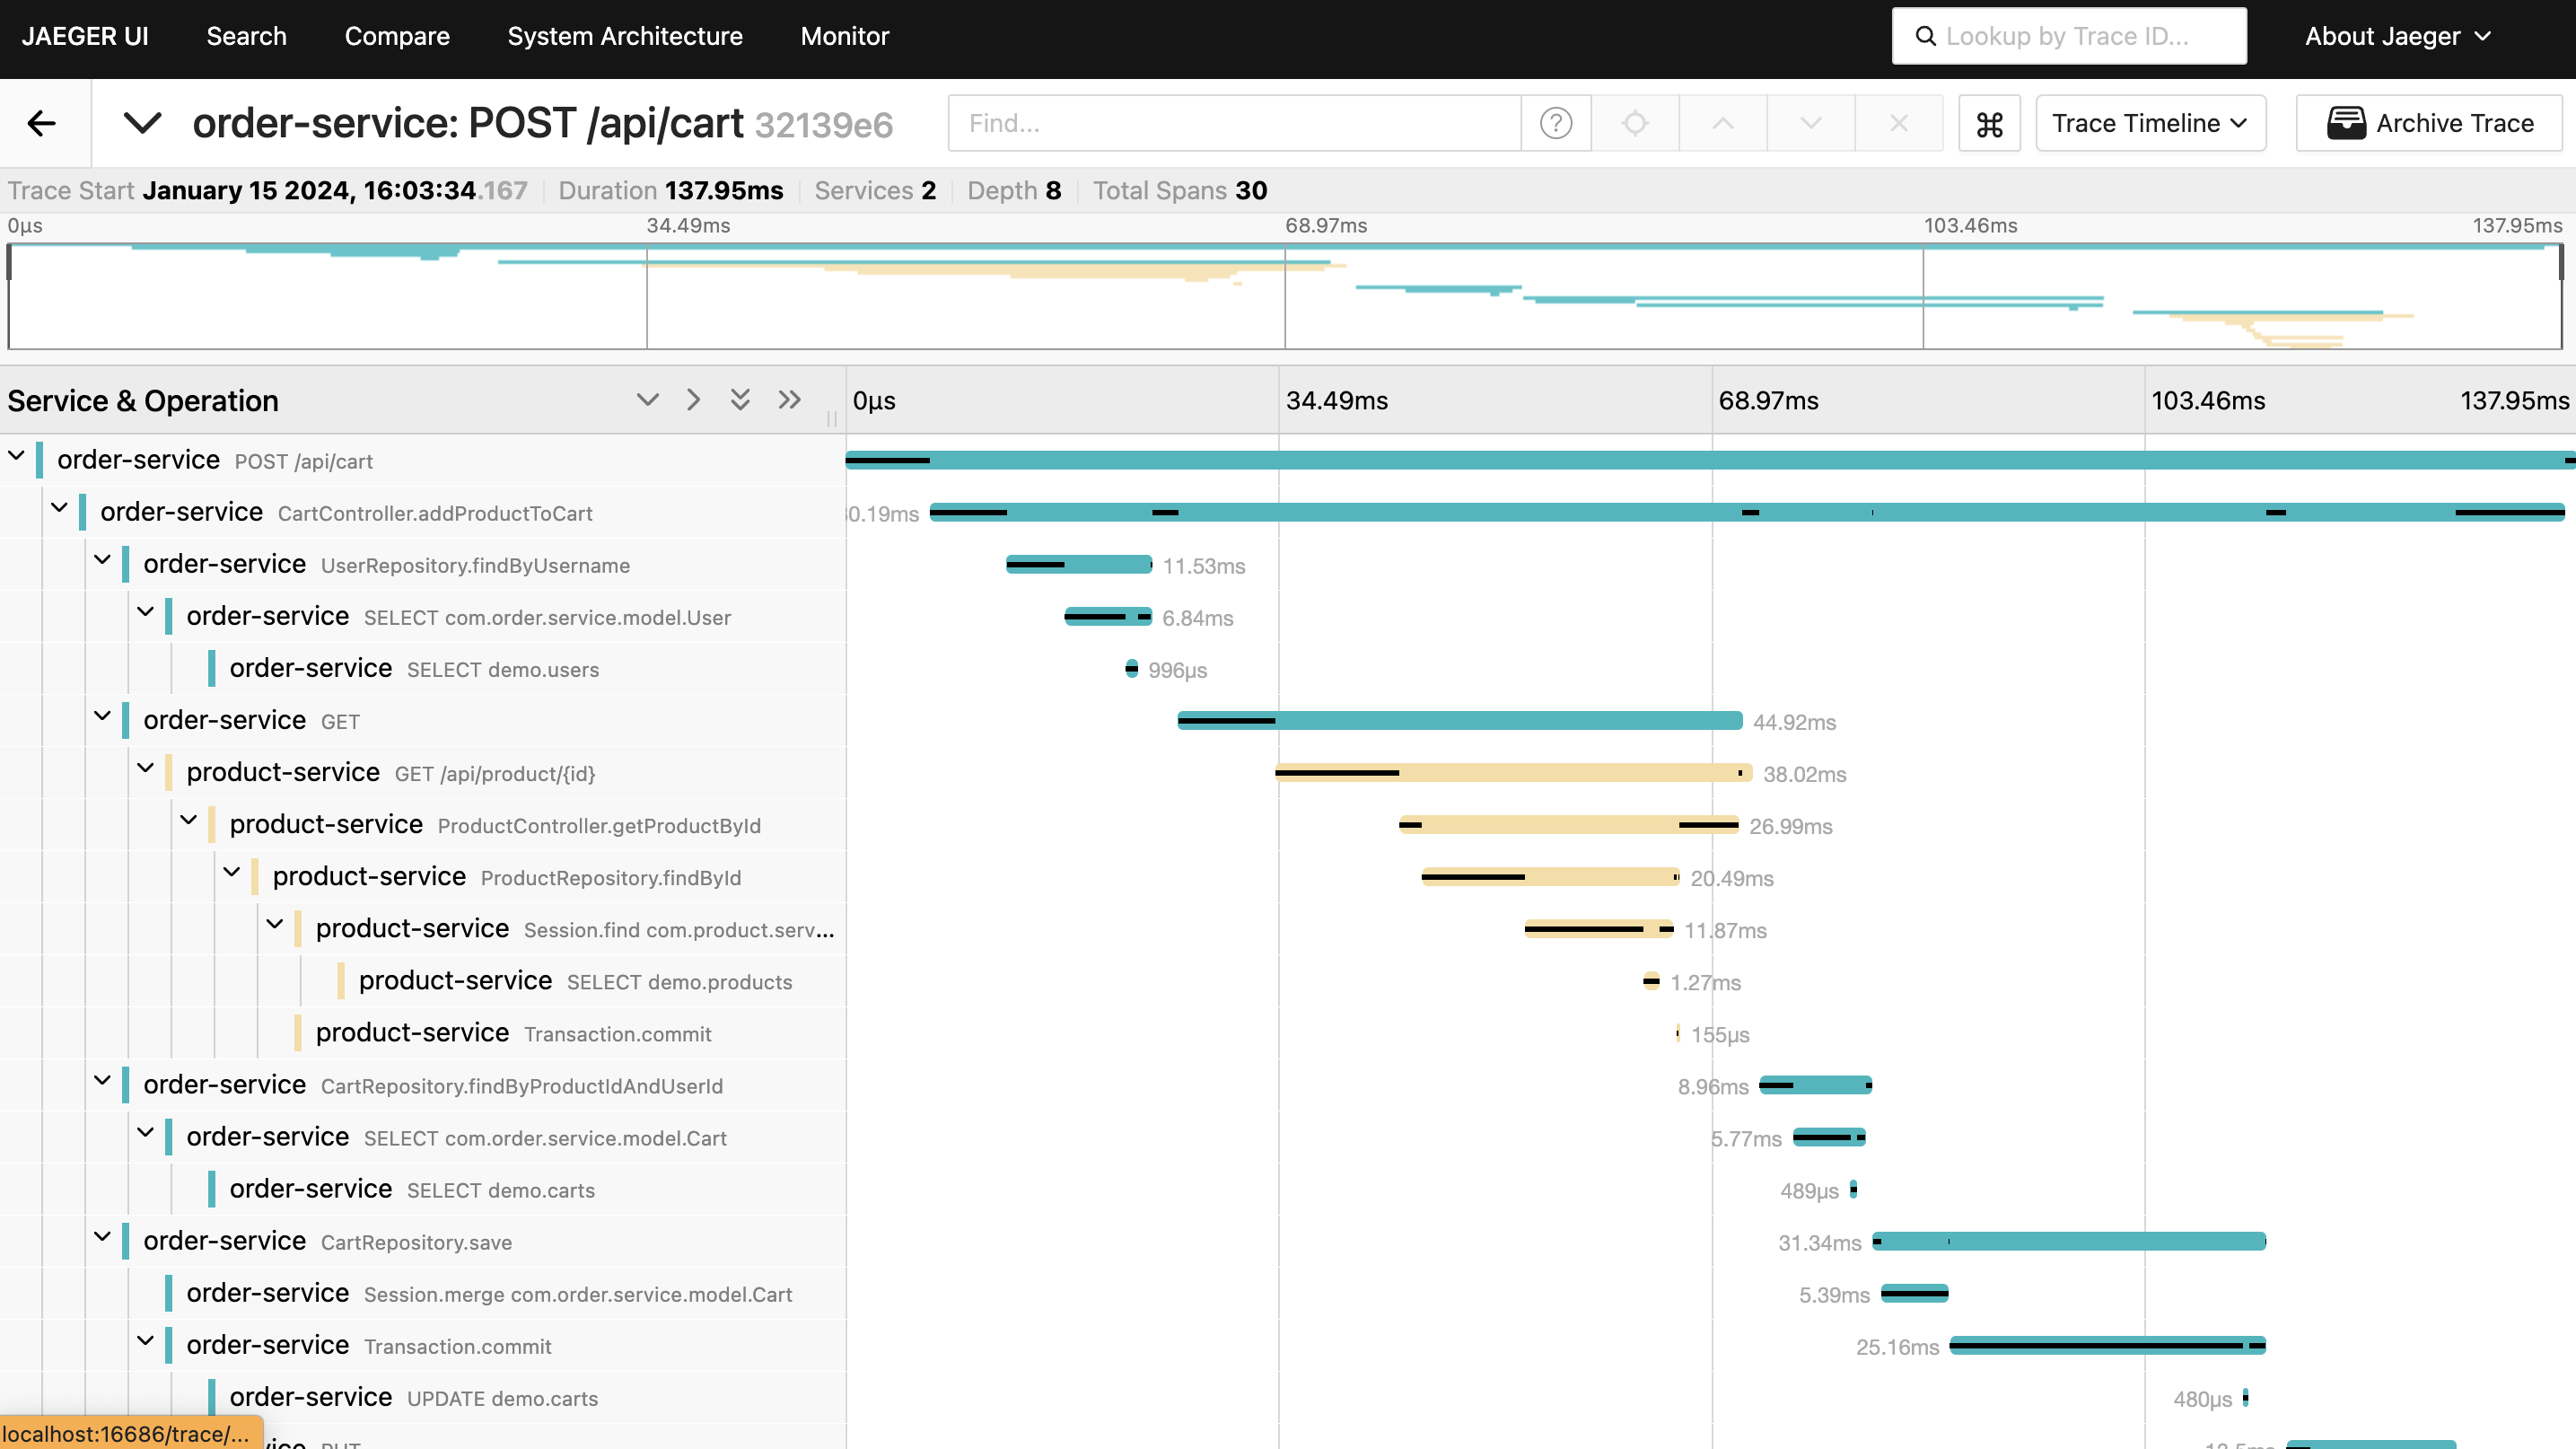 JAEGER UI Search Compare System Architecture Monitor Lookup by Trace ID... About Jaeger
order-service: POST /api/cart 32139e6 Find... Trace Timeline Archive Trace
Trace Start January 15 2024, 16:03:34.167 Duration 137.95ms Services 2 Depth 8 Total Spans 30
0μs 34.49ms 68.97ms 103.46ms 137.95ms
Service & Operation 0μs 34.49ms 68.97ms 103.46ms 137.95ms
order-service POST /api/cart
order-service CartController.addProductToCart 0.19ms
order-service UserRepository.findByUsername 11.53ms
order-service SELECT com.order.service.model.User 6.84ms
order-service SELECT demo.users 996μs
order-service GET 44.92ms
product-service GET /api/product/{id} 38.02ms
product-service ProductController.getProductById 26.99ms
product-service ProductRepository.findById 20.49ms
product-service Session.find com.product.serv... 11.87ms
product-service SELECT demo.products 1.27ms
product-service Transaction.commit 155μs
order-service CartRepository.findByProductIdAndUserId 8.96ms
order-service SELECT com.order.service.model.Cart 5.77ms
order-service SELECT demo.carts 489μs
order-service CartRepository.save 31.34ms
order-service Session.merge com.order.service.model.Cart 5.39ms
order-service Transaction.commit 25.16ms
order-service UPDATE demo.carts 480μs
localhost:16686/trace/...